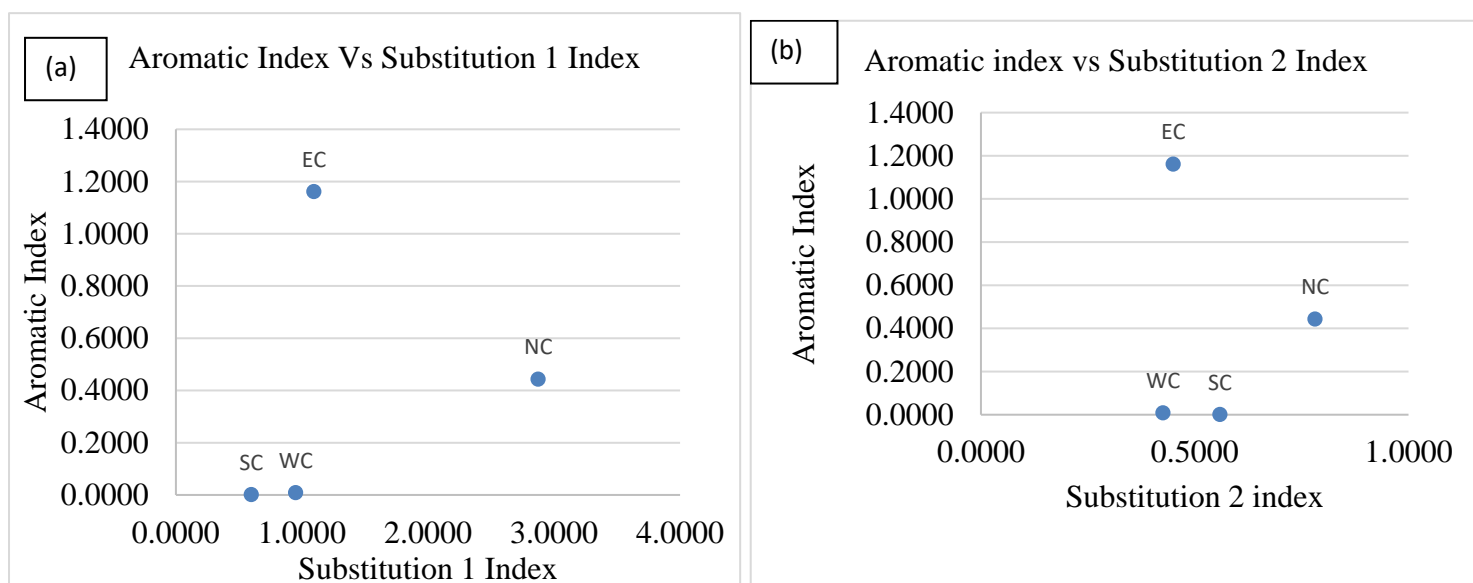 (a)
Aromatic Index Vs Substitution 1 Index
1.4000
1.2000
1.0000
0.8000
0.6000
0.4000
0.2000
0.0000
Aromatic Index
EC
NC
SC
WC
0.0000 1.0000 2.0000 3.0000 4.0000
Substitution 1 Index
(b)
Aromatic index vs Substitution 2 Index
1.4000
1.2000
1.0000
0.8000
0.6000
0.4000
0.2000
0.0000
Aromatic Index
EC
NC
WC
SC
0.0000 0.5000 1.0000
Substitution 2 index